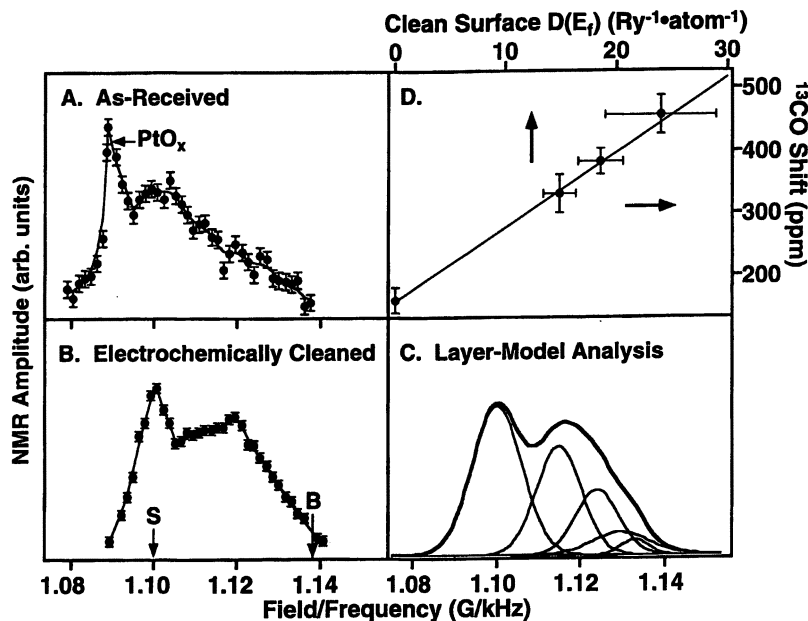 Clean Surface D(Ef) (Ry-1•atom-1)
0 10 20 30
A. As-Received
PtOx
D.
500
400
300
200
13CO Shift (ppm)
NMR Amplitude (arb. units)
B. Electrochemically Cleaned
S
B
C. Layer-Model Analysis
1.08 1.10 1.12 1.14
1.08 1.10 1.12 1.14
Field/Frequency (G/kHz)